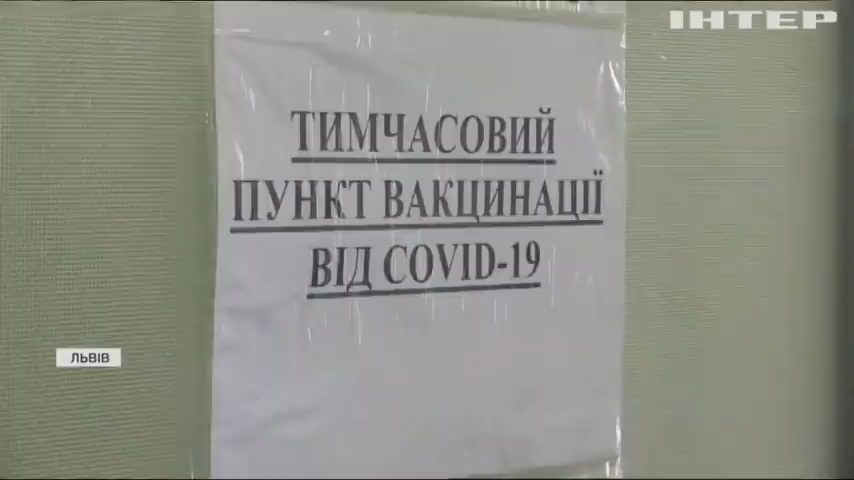 ІНТЕР
ТИМЧАСОВИЙ
ПУНКТ ВАКЦИНАЦІЇ
ВІД COVID-19
ЛЬВІВ